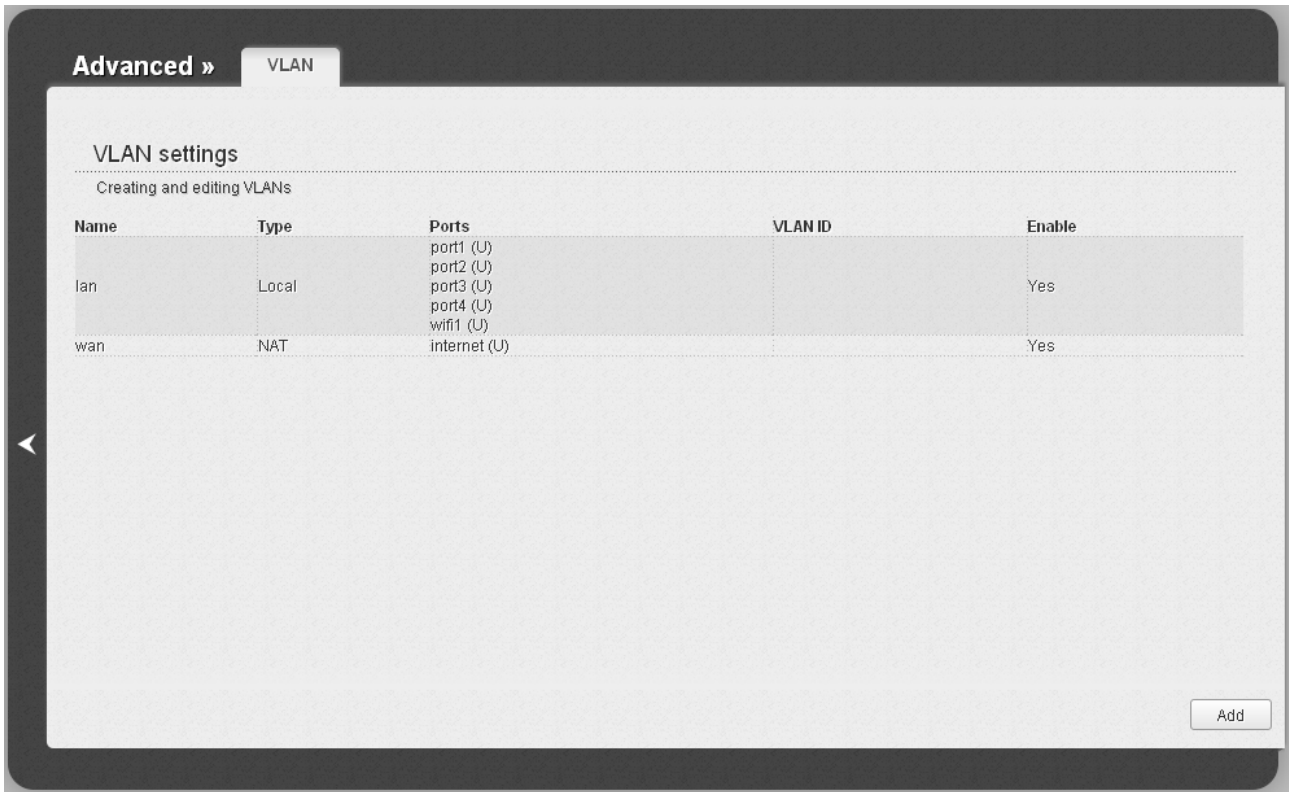 Advanced » VLAN
VLAN settings
Creating and editing VLANs
Name Type Ports VLAN ID Enable
port1 (U)
port2 (U)
lan Local port3 (U) Yes
port4 (U)
wifi1 (U)
wan NAT internet (U) Yes
Add